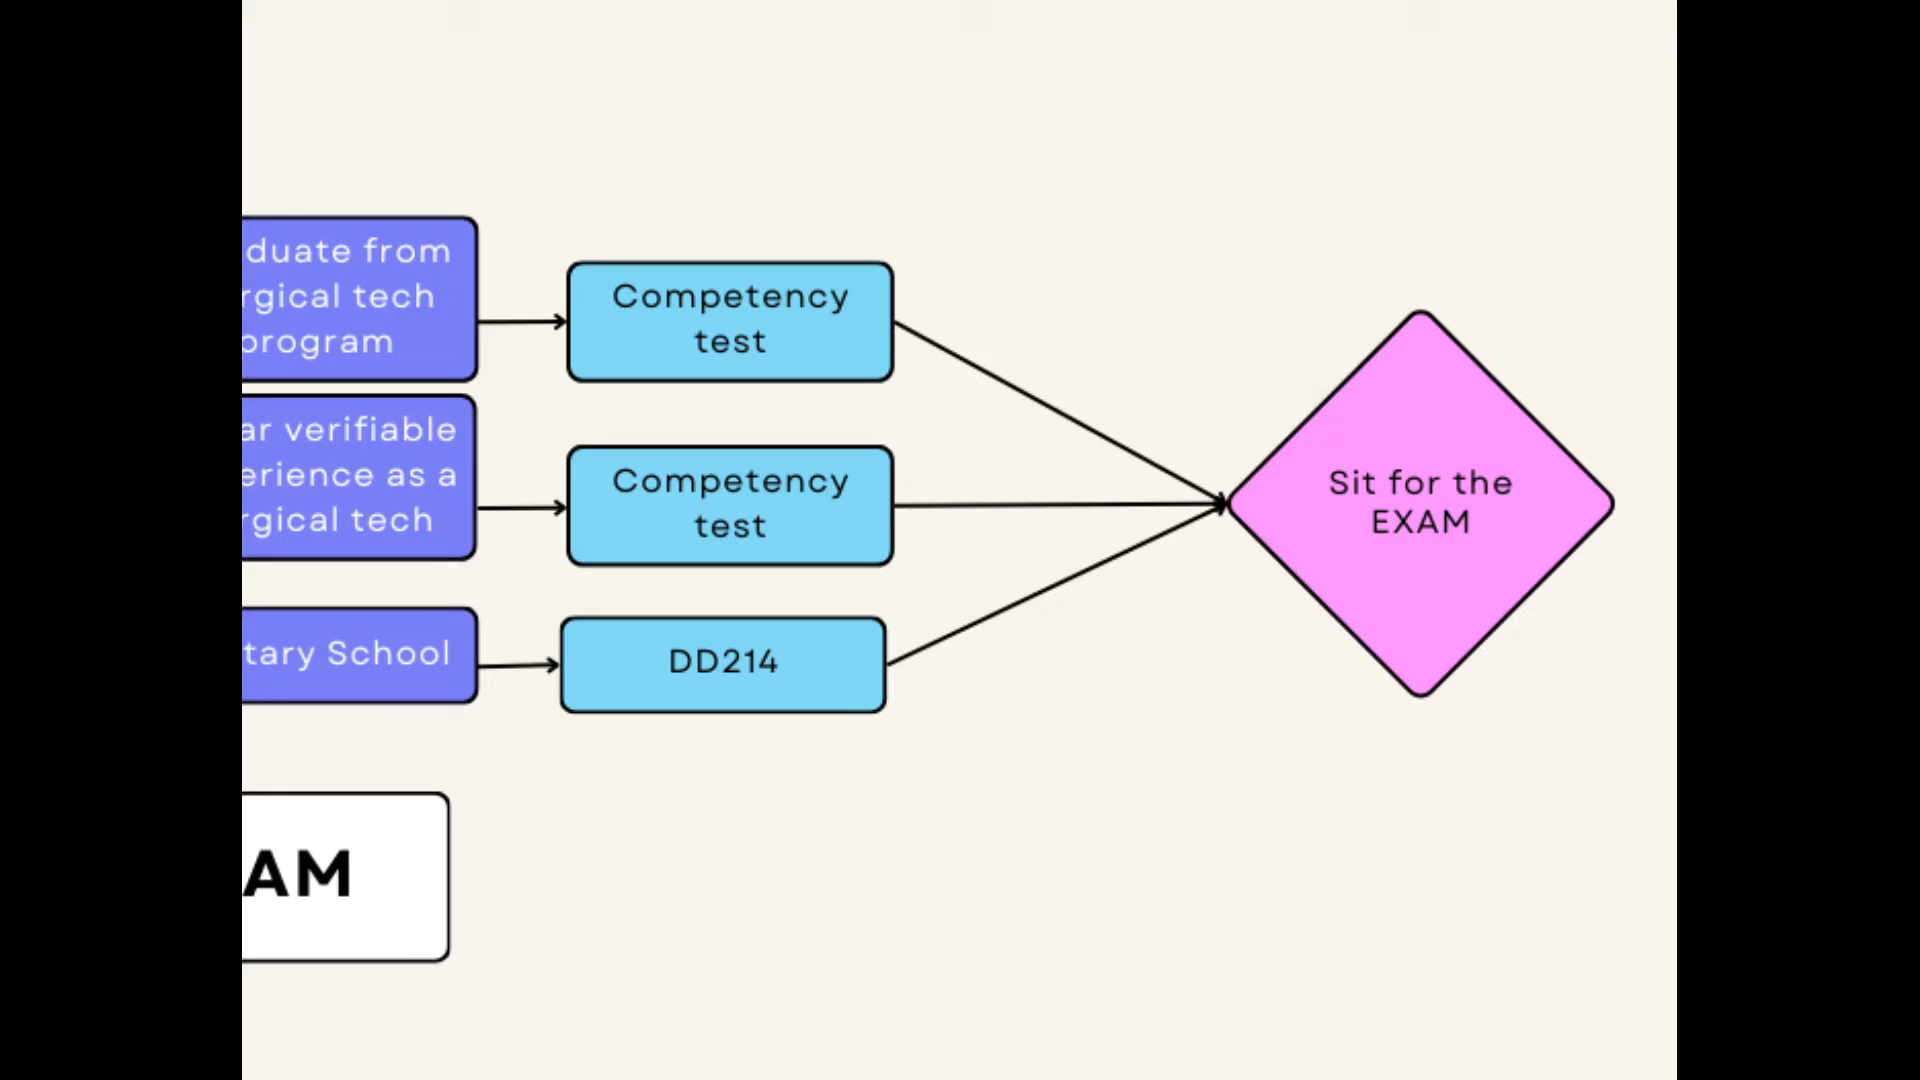 duate from
rgical tech
program
Competency
test
ar verifiable
erience as a
rgical tech
Competency
test
Sit for the
EXAM
tary School
DD214
AM